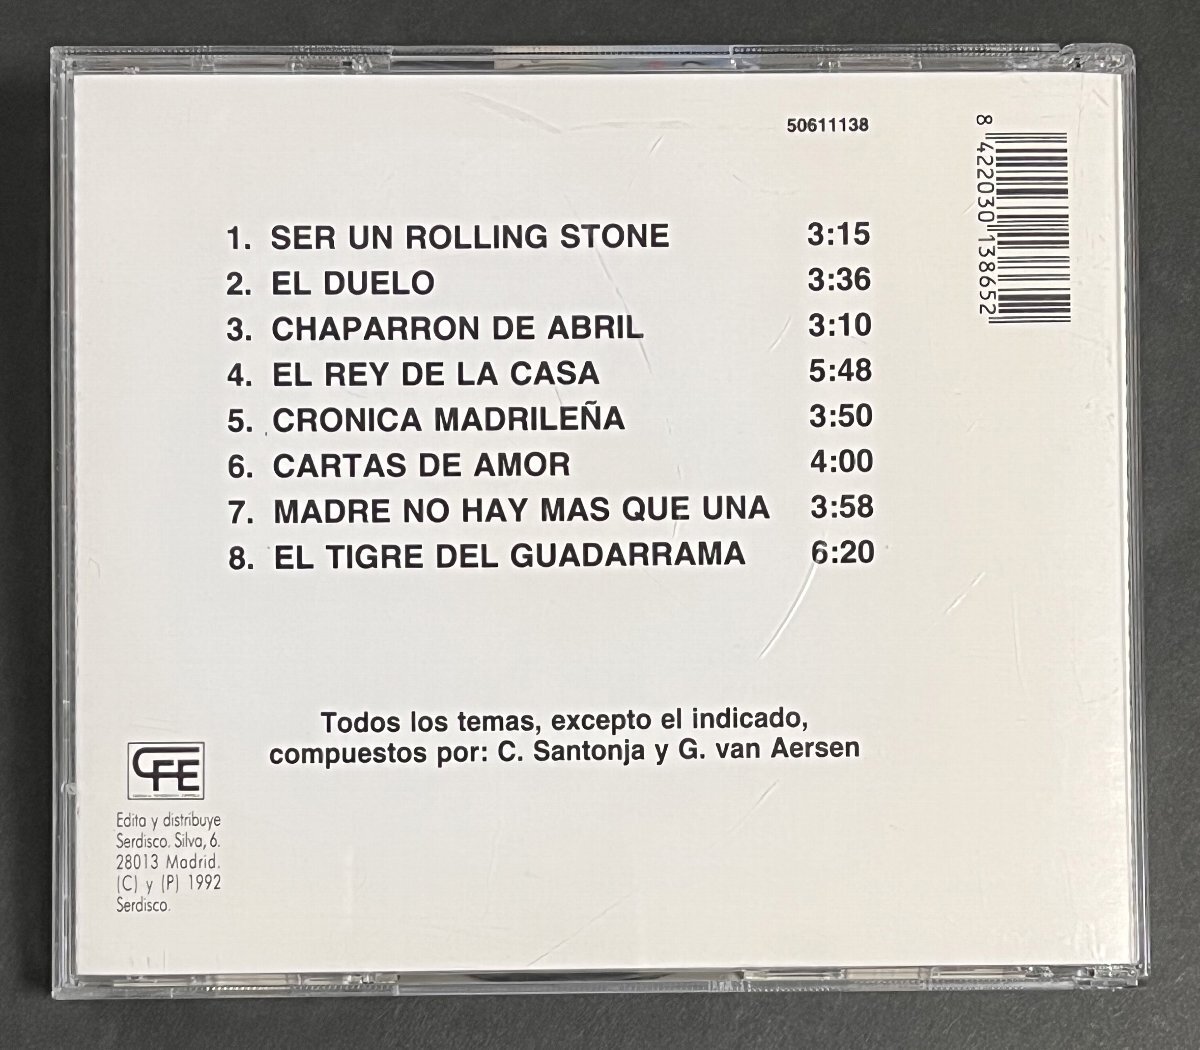 50611138
8 422030 138652
1. SER UN ROLLING STONE 3:15
2. EL DUELO 3:36
3. CHAPARRON DE ABRIL 3:10
4. EL REY DE LA CASA 5:48
5. CRONICA MADRILEÑA 3:50
6. CARTAS DE AMOR 4:00
7. MADRE NO HAY MAS QUE UNA 3:58
8. EL TIGRE DEL GUADARRAMA 6:20
Todos los temas, excepto el indicado,
compuestos por: C. Santonja y G. van Aersen
CFE
Edita y distribuye
Serdisco. Silva, 6.
28013 Madrid.
(C) y (P) 1992
Serdisco.